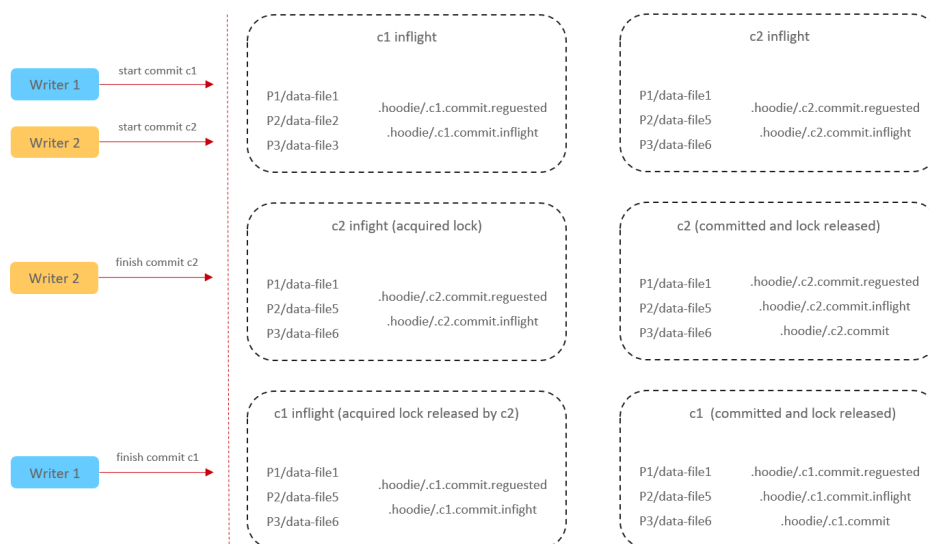 c1 inflight
c2 inflight
Writer 1
start commit c1
P1/data-file1
P2/data-file2
P3/data-file3
.hoodie/.c1.commit.reguested
.hoodie/.c1.commit.inflight
P1/data-file1
P2/data-file5
P3/data-file6
.hoodie/.c2.commit.reguested
.hoodie/.c2.commit.inflight
Writer 2
start commit c2
c2 infight (acquired lock)
c2 (committed and lock released)
Writer 2
finish commit c2
P1/data-file1
P2/data-file5
P3/data-file6
.hoodie/.c2.commit.reguested
.hoodie/.c2.commit.inflight
P1/data-file1
P2/data-file5
P3/data-file6
.hoodie/.c2.commit.reguested
.hoodie/.c2.commit.inflight
.hoodie/.c2.commit
c1 inflight (acquired lock released by c2)
c1 (committed and lock released)
Writer 1
finish commit c1
P1/data-file1
P2/data-file5
P3/data-file6
.hoodie/.c1.commit.reguested
.hoodie/.c1.commit.infight
P1/data-file1
P2/data-file5
P3/data-file6
.hoodie/.c1.commit.reguested
.hoodie/.c1.commit.inflight
.hoodie/.c1.commit